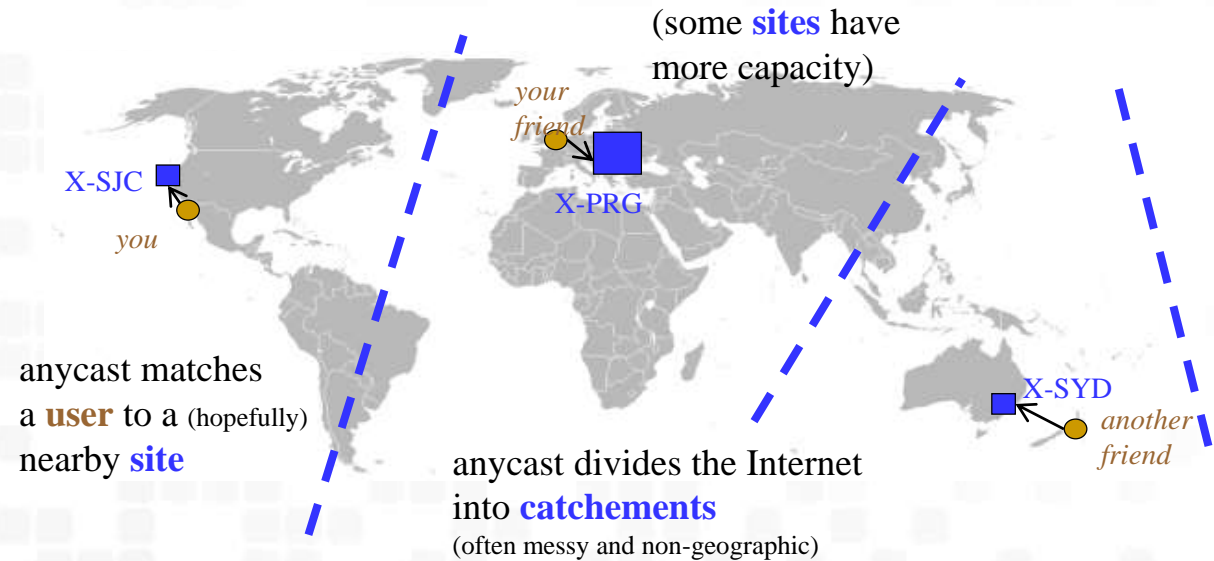 (some sites have
more capacity)
your
friend
X-SJC
X-PRG
you
anycast matches
a user to a (hopefully)
nearby site
X-SYD
another
friend
anycast divides the Internet
into catchements
(often messy and non-geographic)